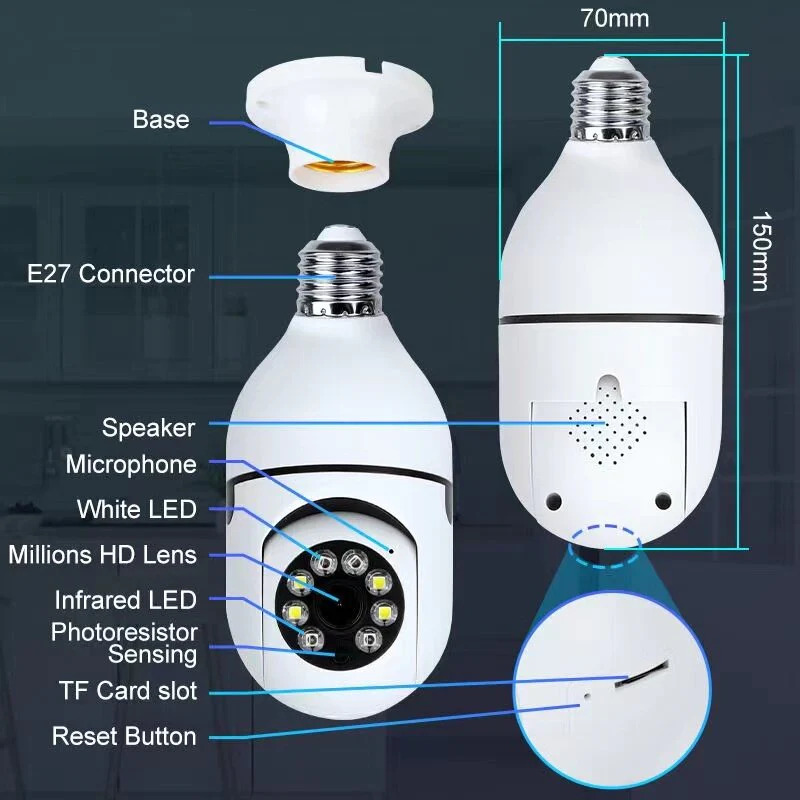 70mm
Base
150mm
E27 Connector
Speaker
Microphone
White LED
Millions HD Lens
Infrared LED
Photoresistor
Sensing
TF Card slot
Reset Button